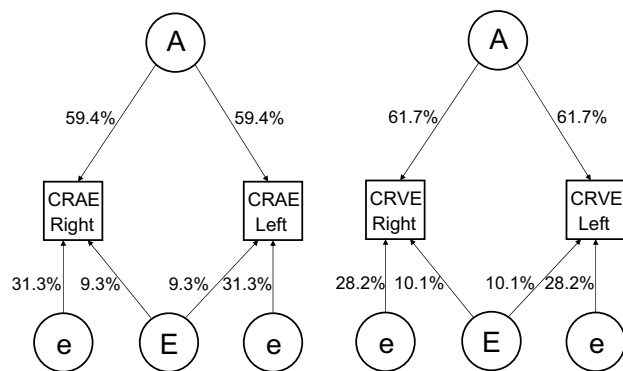 A
A
59.4%
59.4%
61.7%
61.7%
CRAE
Right
CRAE
Left
CRVE
Right
CRVE
Left
31.3%
9.3%
9.3%
31.3%
28.2%
10.1%
10.1%
28.2%
e
E
e
e
E
e